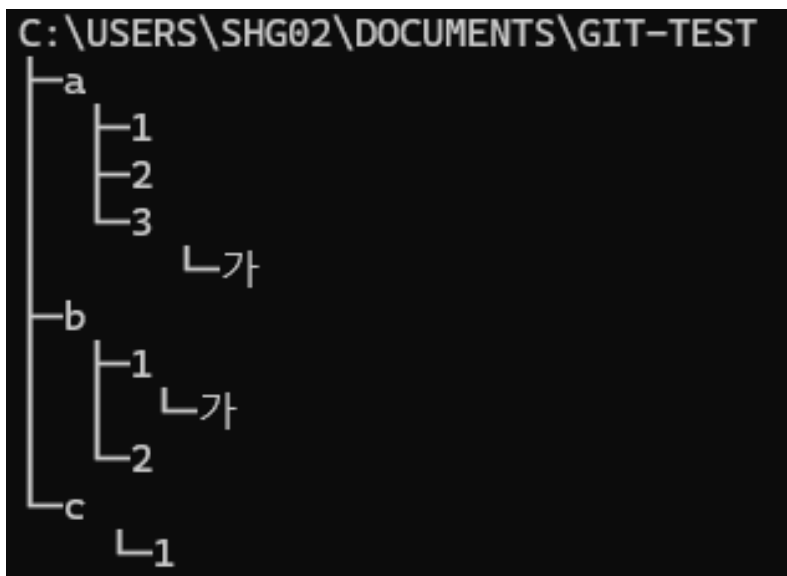 C:\USERS\SHG02\DOCUMENTS\GIT-TEST
├─a
│  ├─1
│  ├─2
│  └─3
│      └─가
├─b
│  ├─1
│  │  └─가
│  └─2
└─c
    └─1